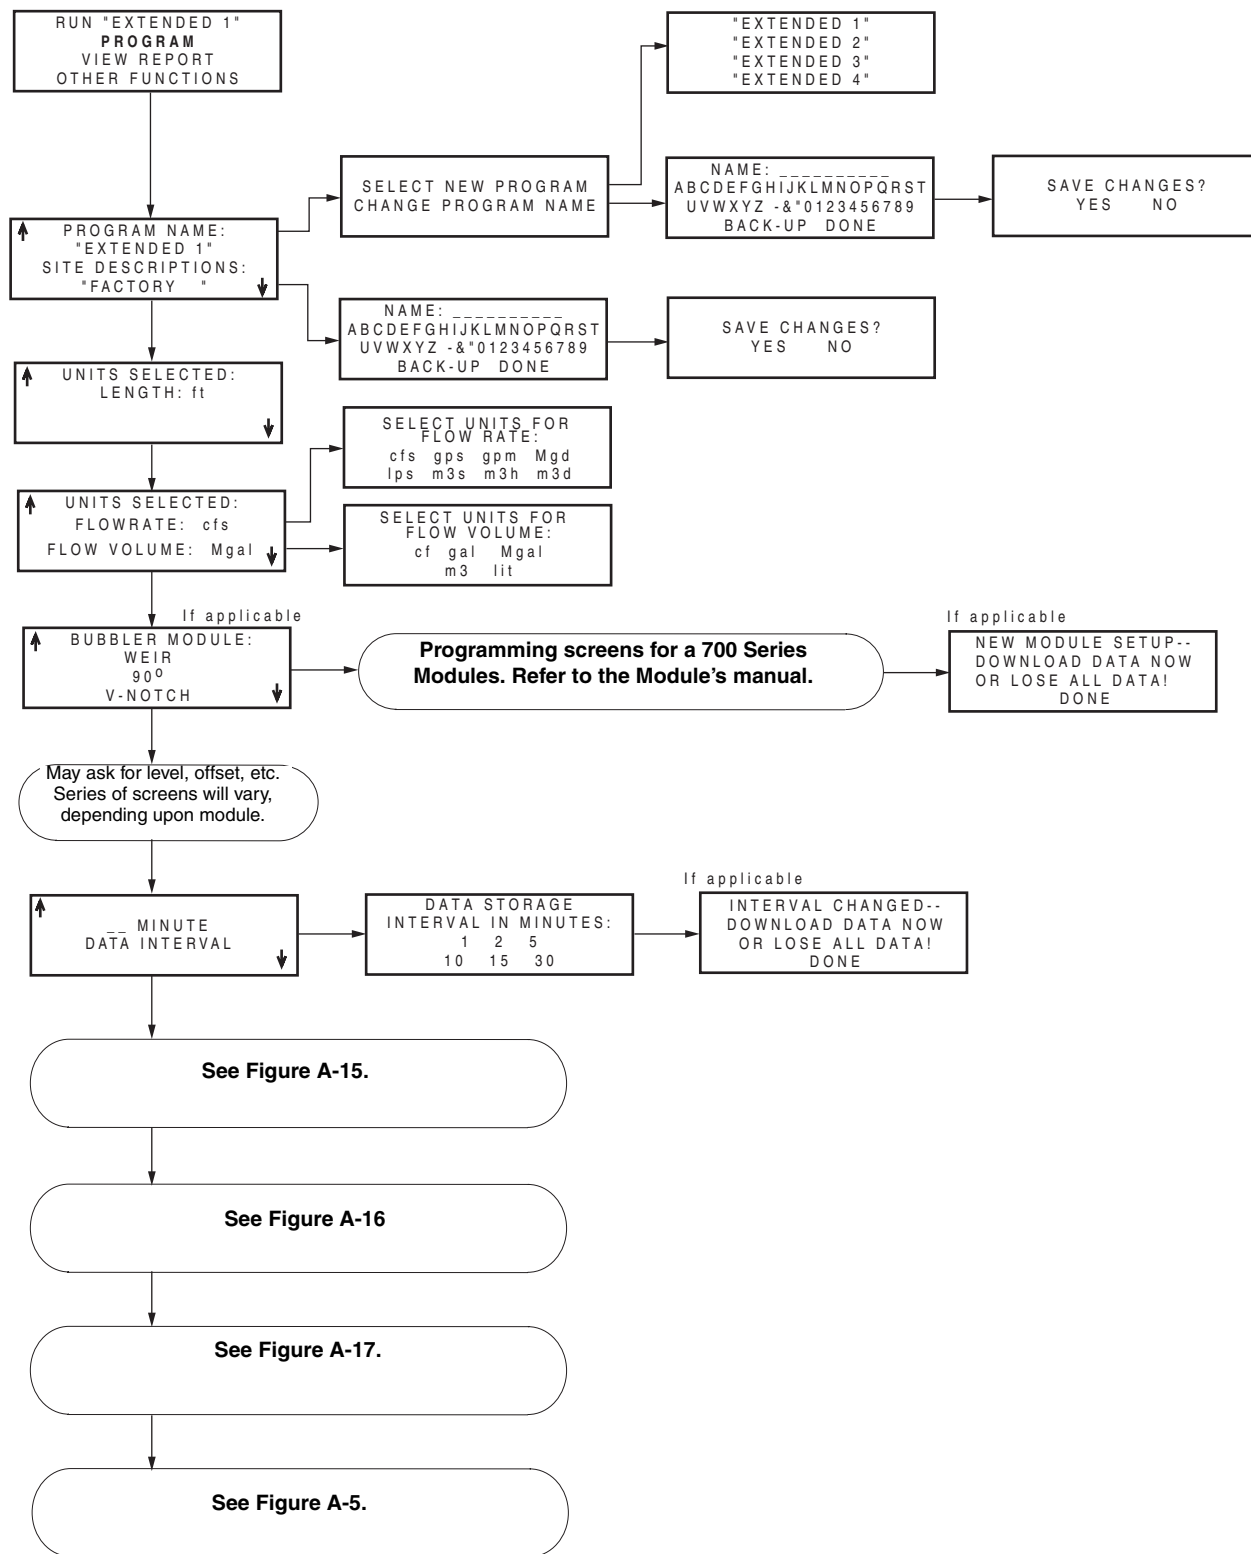 RUN "EXTENDED 1"
PROGRAM
VIEW REPORT
OTHER FUNCTIONS
"EXTENDED 1"
"EXTENDED 2"
"EXTENDED 3"
"EXTENDED 4"
SELECT NEW PROGRAM
CHANGE PROGRAM NAME
NAME: __________
ABCDEFGHIJKLMNOPQRST
UVWXYZ -&"0123456789
BACK-UP DONE
SAVE CHANGES?
YES NO
PROGRAM NAME:
"EXTENDED 1"
SITE DESCRIPTIONS:
"FACTORY "
NAME: __________
ABCDEFGHIJKLMNOPQRST
UVWXYZ -&"0123456789
BACK-UP DONE
SAVE CHANGES?
YES NO
UNITS SELECTED:
LENGTH: ft
SELECT UNITS FOR
FLOW RATE:
cfs gps gpm Mgd
lps m3s m3h m3d
UNITS SELECTED:
FLOWRATE: cfs
FLOW VOLUME: Mgal
SELECT UNITS FOR
FLOW VOLUME:
cf gal Mgal
m3 lit
If applicable
BUBBLER MODULE:
WEIR
90º
V-NOTCH
Programming screens for a 700 Series
Modules. Refer to the Module's manual.
If applicable
NEW MODULE SETUP--
DOWNLOAD DATA NOW
OR LOSE ALL DATA!
DONE
May ask for level, offset, etc.
Series of screens will vary,
depending upon module.
__ MINUTE
DATA INTERVAL
DATA STORAGE
INTERVAL IN MINUTES:
1 2 5
10 15 30
If applicable
INTERVAL CHANGED--
DOWNLOAD DATA NOW
OR LOSE ALL DATA!
DONE
See Figure A-15.
See Figure A-16
See Figure A-17.
See Figure A-5.